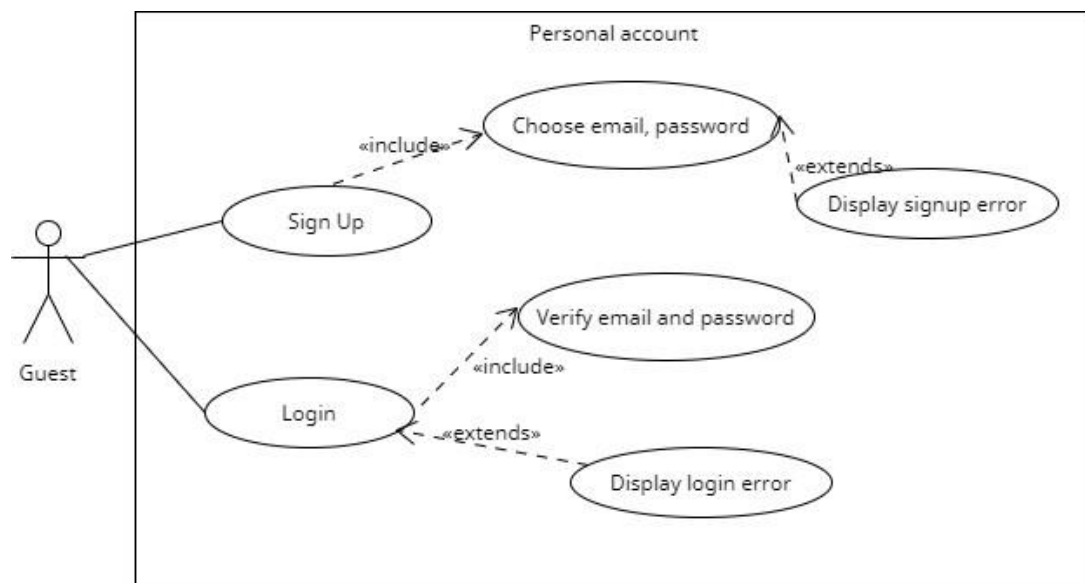 Personal account
Choose email, password
«include»
«extends»
Display signup error
Sign Up
Verify email and password
«include»
Guest
Login
«extends»
Display login error